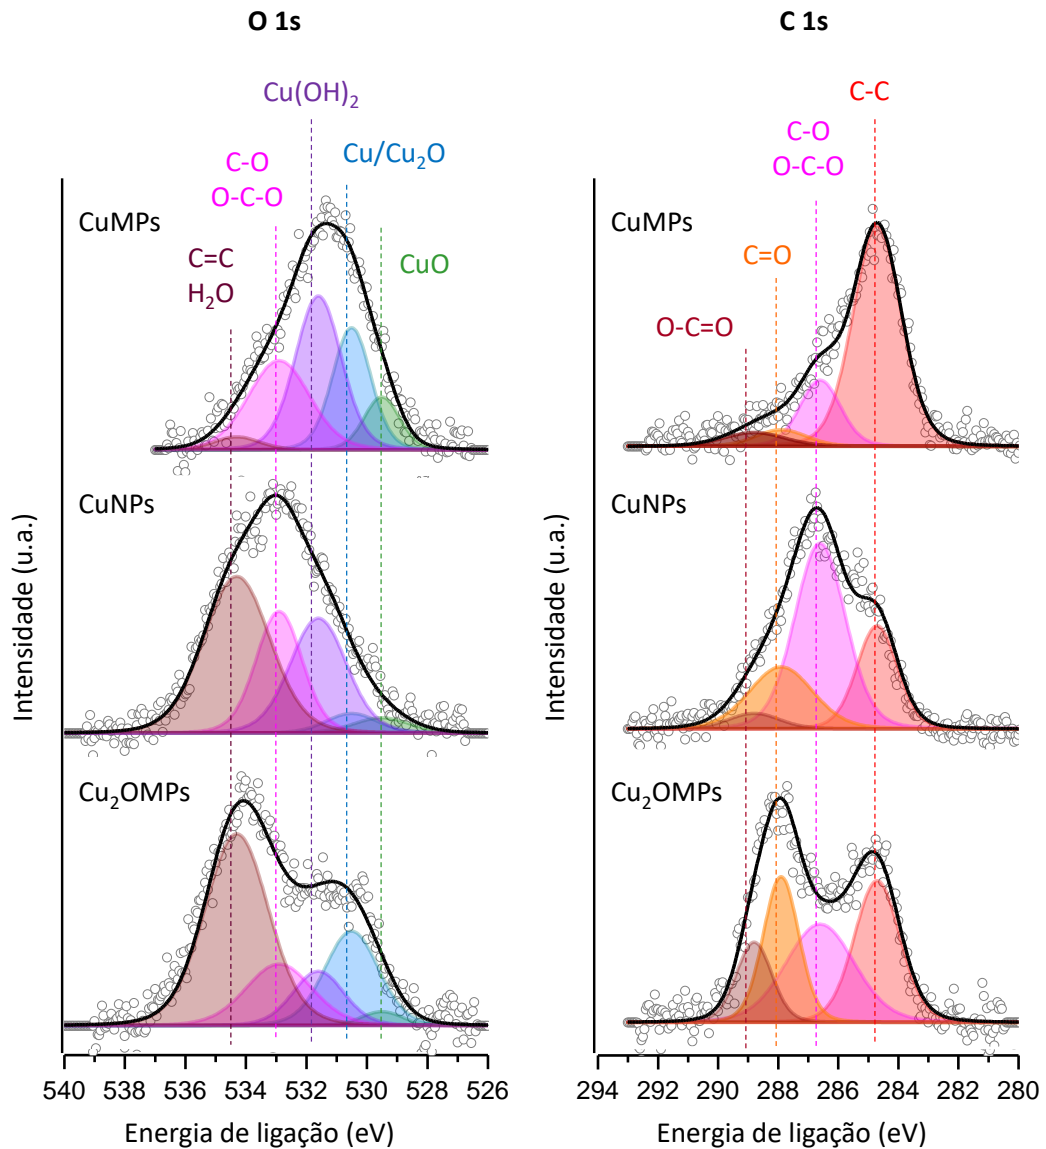 O 1s
C 1s
Cu(OH)₂
C-C
C-O
O-C-O
Cu/Cu₂O
C-O
O-C-O
CuMPs
C=C
H₂O
CuO
CuMPs
C=O
O-C=O
CuNPs
CuNPs
Intensidade (u.a.)
Intensidade (u.a.)
Cu₂OMPs
Cu₂OMPs
540 538 536 534 532 530 528 526
294 292 290 288 286 284 282 280
Energia de ligação (eV)
Energia de ligação (eV)